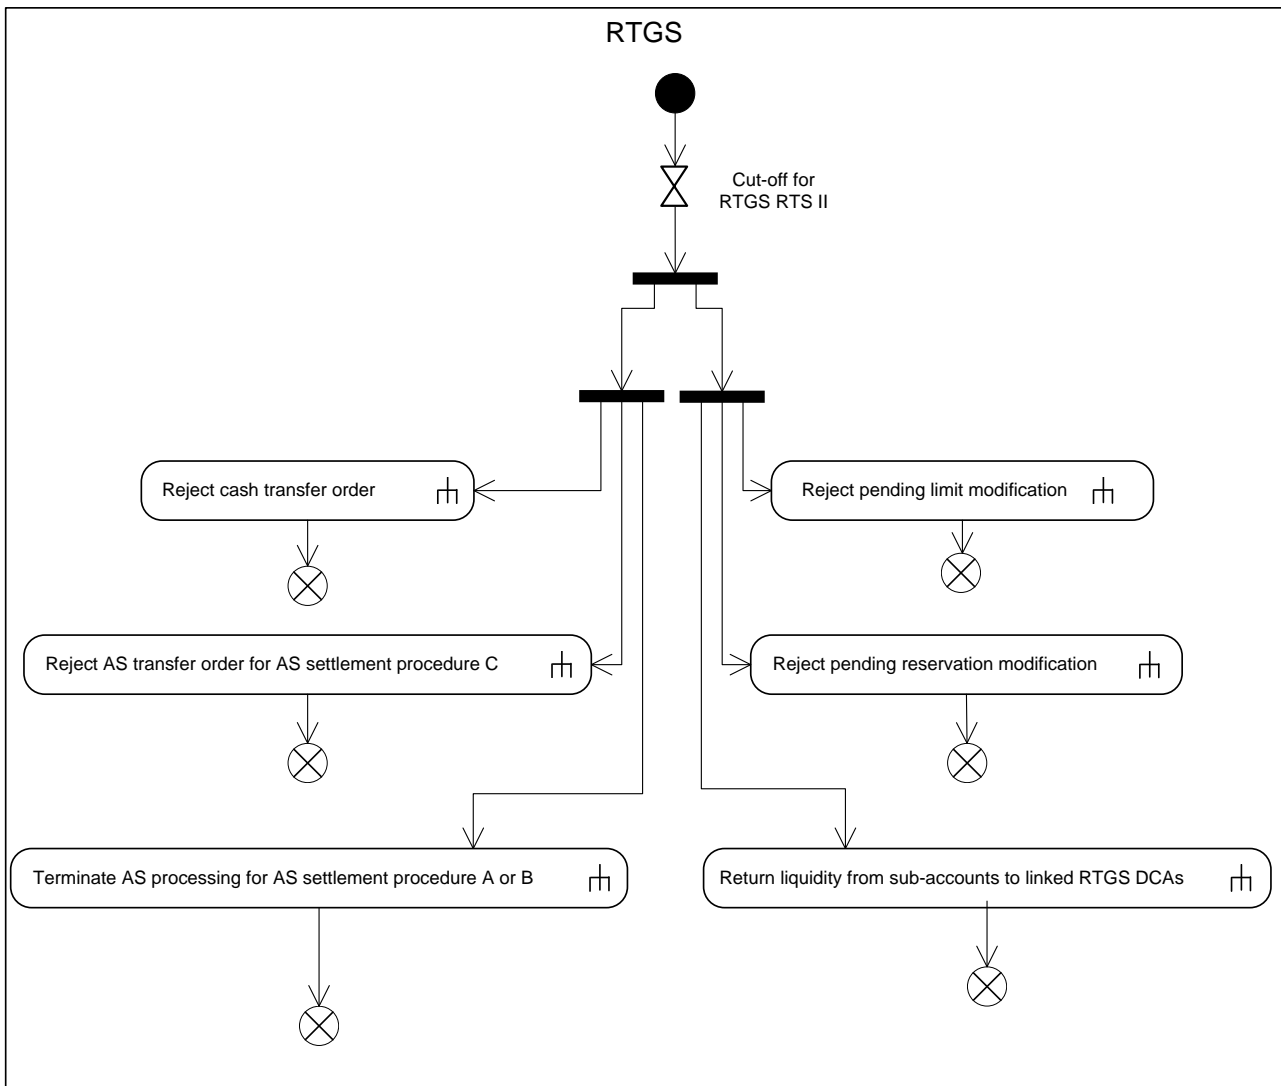 RTGS
Cut-off for
RTGS RTS II
Reject cash transfer order
Reject pending limit modification
Reject AS transfer order for AS settlement procedure C
Reject pending reservation modification
Terminate AS processing for AS settlement procedure A or B
Return liquidity from sub-accounts to linked RTGS DCAs